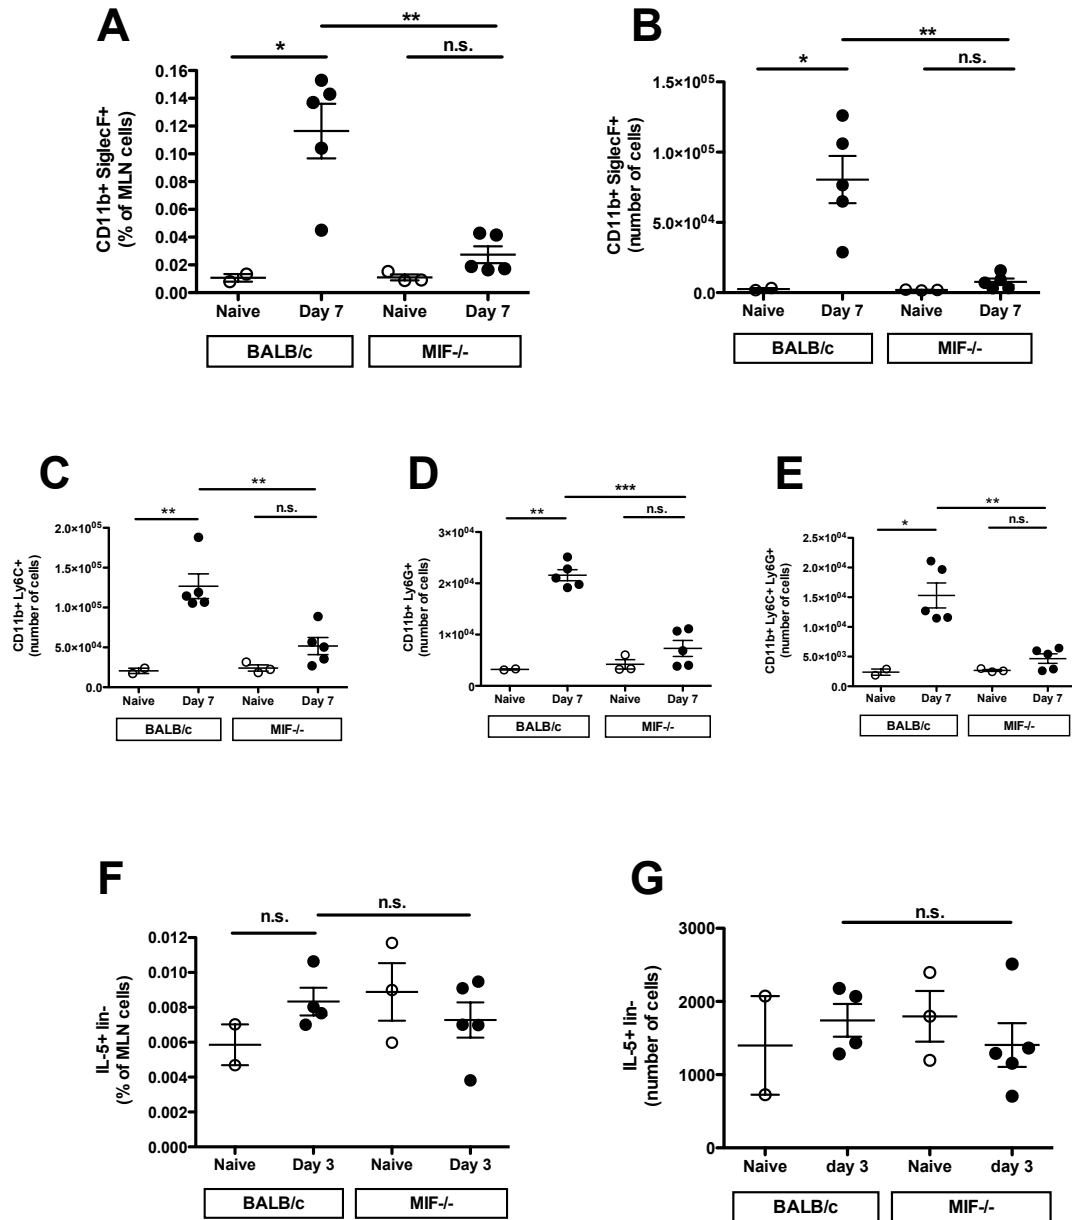 A
B
**
* n.s.
0.16
0.14
0.12
0.10
0.08
0.06
0.04
0.02
0.00
CD11b+ SiglecF+
(% of MLN cells)
Naive Day 7 Naive Day 7
BALB/c MIF-/-
**
* n.s.
1.5×10⁰⁵
1.0×10⁰⁵
5.0×10⁰⁴
0.0
CD11b+ SiglecF+
(number of cells)
Naive Day 7 Naive Day 7
BALB/c MIF-/-
C
**
** n.s.
2.0×10⁰⁵
1.5×10⁰⁵
1.0×10⁰⁵
5.0×10⁰⁴
0.0
CD11b+ Ly6C+
(number of cells)
Naive Day 7 Naive Day 7
BALB/c MIF-/-
D
***
** n.s.
3×10⁰⁴
2×10⁰⁴
1×10⁰⁴
0
CD11b+ Ly6G+
(number of cells)
Naive Day 7 Naive Day 7
BALB/c MIF-/-
E
**
* n.s.
2.5×10⁰⁴
2.0×10⁰⁴
1.5×10⁰⁴
1.0×10⁰⁴
5.0×10⁰³
0.0
CD11b+ Ly6C+ Ly6G+
(number of cells)
Naive Day 7 Naive Day 7
BALB/c MIF-/-
F
n.s. n.s.
0.012
0.010
0.008
0.006
0.004
0.002
0.000
IL-5+ lin-
(% of MLN cells)
Naive Day 3 Naive Day 3
BALB/c MIF-/-
G
n.s.
3000
2000
1000
0
IL-5+ lin-
(number of cells)
Naive day 3 Naive day 3
BALB/c MIF-/-